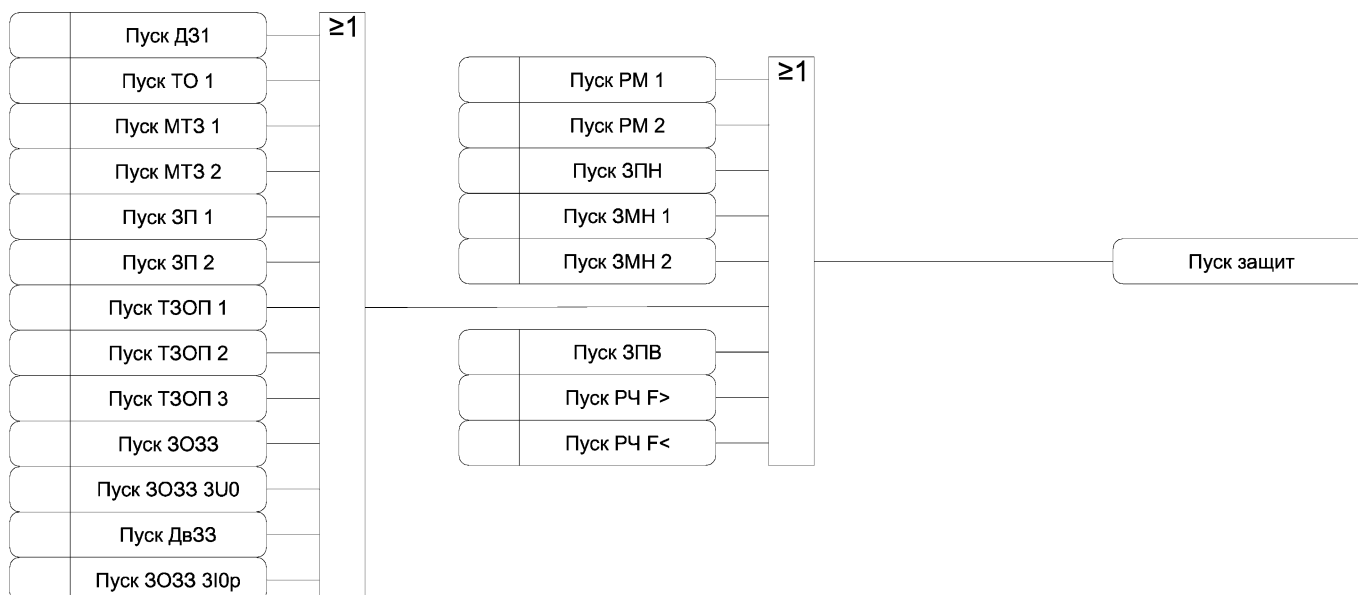 Пуск ДЗ1
Пуск ТО 1
Пуск МТЗ 1
Пуск МТЗ 2
Пуск ЗП 1
Пуск ЗП 2
Пуск ТЗОП 1
Пуск ТЗОП 2
Пуск ТЗОП 3
Пуск ЗОЗЗ
Пуск ЗОЗЗ 3U0
Пуск ДвЗЗ
Пуск ЗОЗЗ 3I0р
≥1
Пуск РМ 1
Пуск РМ 2
Пуск ЗПН
Пуск ЗМН 1
Пуск ЗМН 2
Пуск ЗПВ
Пуск РЧ F>
Пуск РЧ F<
≥1
Пуск защит